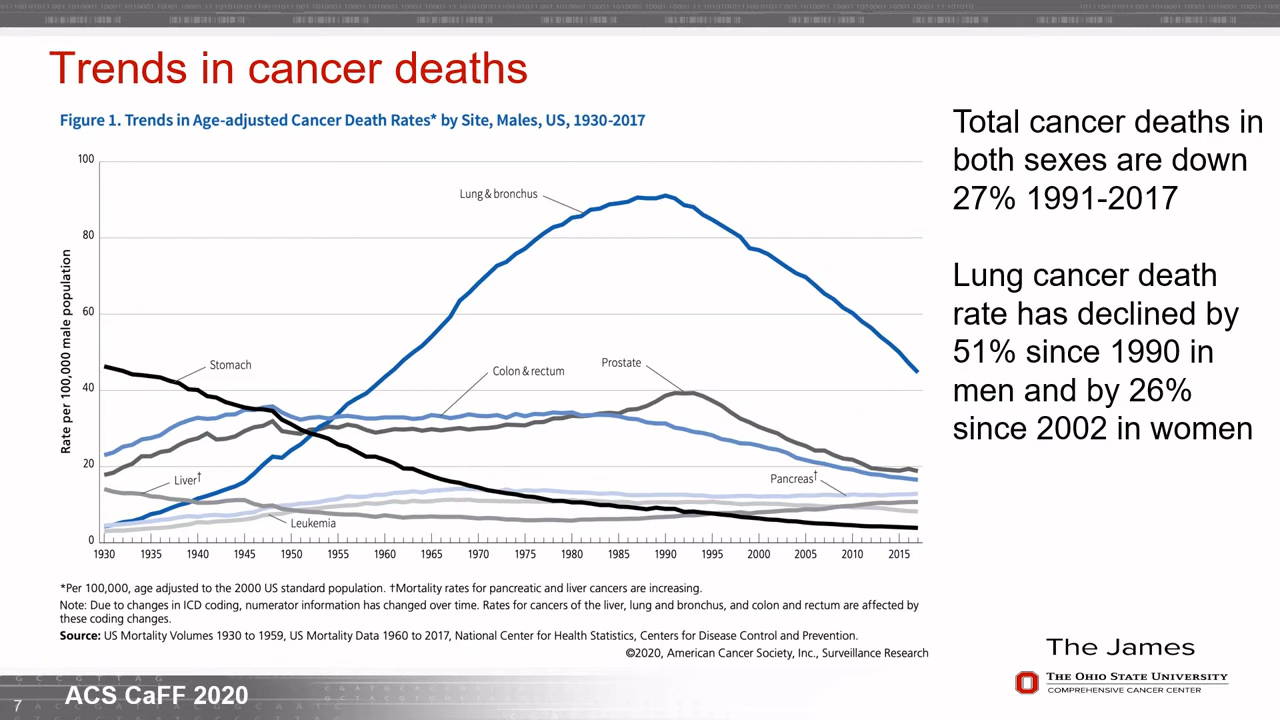 Trends in cancer deaths
Figure 1. Trends in Age-adjusted Cancer Death Rates* by Site, Males, US, 1930-2017
Rate per 100,000 male population
100
80
60
40
20
0
Lung & bronchus
Stomach
Colon & rectum
Prostate
Liver†
Leukemia
Pancreas†
1930 1935 1940 1945 1950 1955 1960 1965 1970 1975 1980 1985 1990 1995 2000 2005 2010 2015
*Per 100,000, age adjusted to the 2000 US standard population. †Mortality rates for pancreatic and liver cancers are increasing.
Note: Due to changes in ICD coding, numerator information has changed over time. Rates for cancers of the liver, lung and bronchus, and colon and rectum are affected by
these coding changes.
Source: US Mortality Volumes 1930 to 1959, US Mortality Data 1960 to 2017, National Center for Health Statistics, Centers for Disease Control and Prevention.
©2020, American Cancer Society, Inc., Surveillance Research
Total cancer deaths in
both sexes are down
27% 1991-2017
Lung cancer death
rate has declined by
51% since 1990 in
men and by 26%
since 2002 in women
The James
THE OHIO STATE UNIVERSITY
COMPREHENSIVE CANCER CENTER
7
ACS CaFF 2020